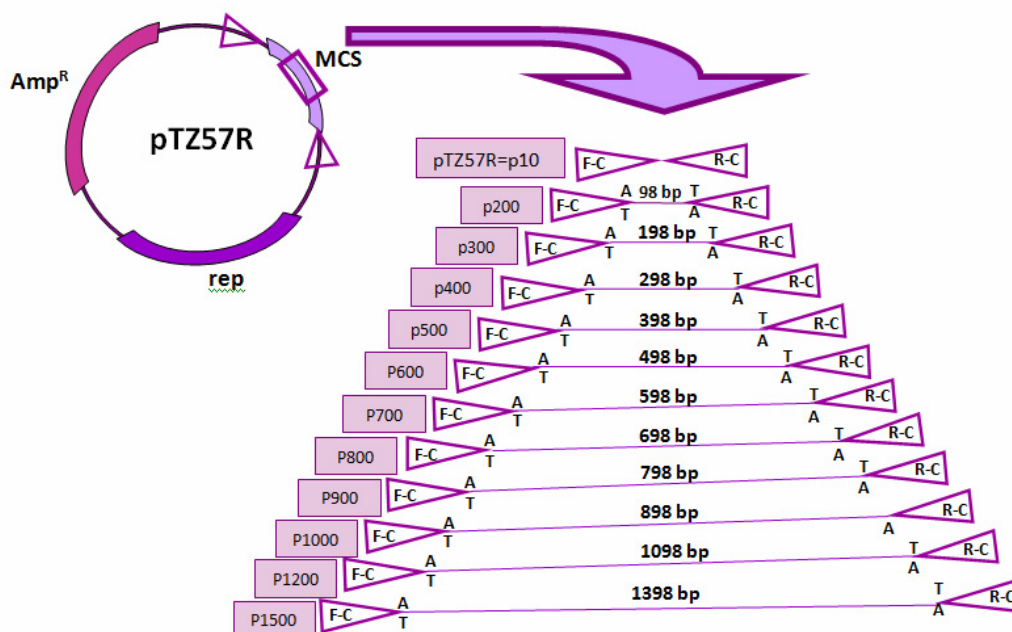 Amp^R
MCS
pTZ57R
rep
pTZ57R=p10 F-C R-C
A T
p200 F-C 98 bp R-C
T A
A T
p300 F-C 198 bp R-C
T A
A T
p400 F-C 298 bp R-C
T A
A T
p500 F-C 398 bp R-C
T A
A T
P600 F-C 498 bp R-C
T A
A T
P700 F-C 598 bp R-C
T A
A T
P800 F-C 698 bp R-C
T A
A T
P900 F-C 798 bp R-C
T A
A
P1000 F-C 898 bp R-C
T A
A T
P1200 F-C 1098 bp R-C
T A
A T
P1500 F-C 1398 bp R-C
T A